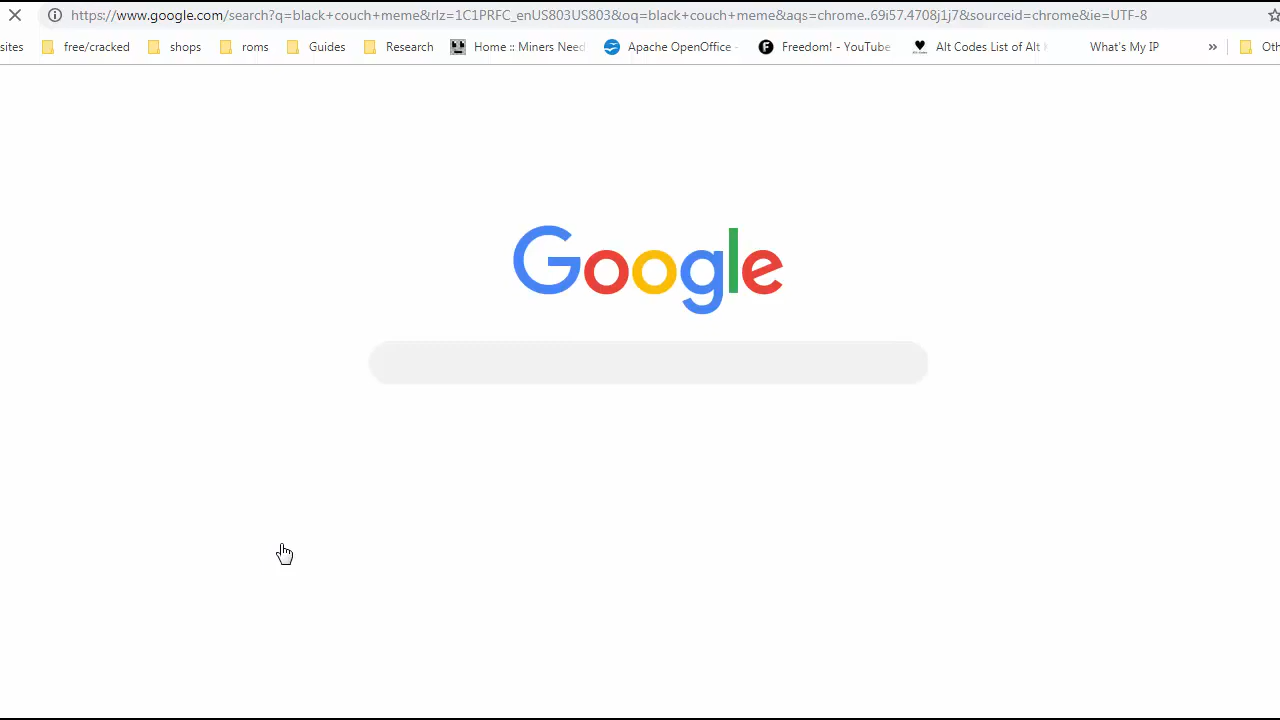 https://www.google.com/search?q=black+couch+meme&rlz=1C1PRFC_enUS803US803&oq=black+couch+meme&aqs=chrome..69i57.4708j1j7&sourceid=chrome&ie=UTF-8
sites free/cracked shops roms Guides Research Home :: Miners Need Apache OpenOffice - Freedom! - YouTube Alt Codes List of Alt What's My IP » Oth
Google